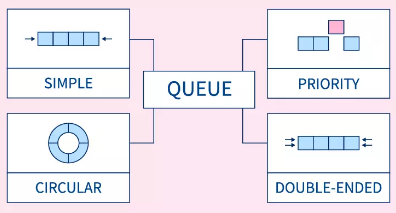 SIMPLE
QUEUE
PRIORITY
CIRCULAR
DOUBLE-ENDED